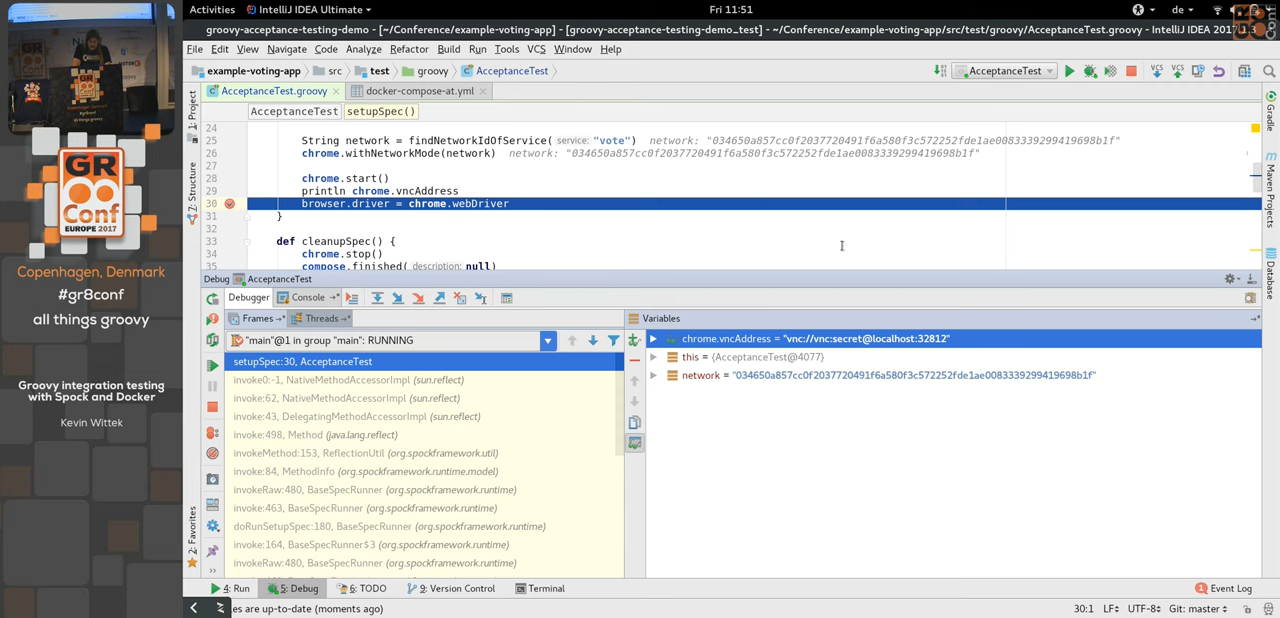 Activities
IntelliJ IDEA Ultimate
Fri 11:51
de
groovy-acceptance-testing-demo - [~/Conference/example-voting-app] - [groovy-acceptance-testing-demo_test] - ~/Conference/example-voting-app/src/test/groovy/AcceptanceTest.groovy - IntelliJ IDEA 2017.1.3
File Edit View Navigate Code Analyze Refactor Build Run Tools VCS Window Help
example-voting-app src test groovy AcceptanceTest
AcceptanceTest
VCS VCS
AcceptanceTest.groovy
docker-compose-at.yml
AcceptanceTest setupSpec()
24
25 String network = findNetworkIdOfService( service: "vote") network: "034650a857cc0f2037720491f6a580f3c572252fde1ae0083339299419698b1f"
26 chrome.withNetworkMode(network) network: "034650a857cc0f2037720491f6a580f3c572252fde1ae0083339299419698b1f"
28 chrome.start()
29 println chrome.vncAddress
30 browser.driver = chrome.webDriver
31 }
32
33 def cleanupSpec() {
34 chrome.stop()
35 compose.finished( description: null)
1: Project
7: Structure
2: Favorites
Gradle
Maven Projects
Database
Debug AcceptanceTest
Debugger Console
Frames Threads
Variables
"main"@1 in group "main": RUNNING
setupSpec:30, AcceptanceTest
invoke0:-1, NativeMethodAccessorImpl (sun.reflect)
invoke:62, NativeMethodAccessorImpl (sun.reflect)
invoke:43, DelegatingMethodAccessorImpl (sun.reflect)
invoke:498, Method (java.lang.reflect)
invokeMethod:153, ReflectionUtil (org.spockframework.util)
invoke:84, MethodInfo (org.spockframework.runtime.model)
invokeRaw:480, BaseSpecRunner (org.spockframework.runtime)
invoke:463, BaseSpecRunner (org.spockframework.runtime)
doRunSetupSpec:180, BaseSpecRunner (org.spockframework.runtime)
invoke:164, BaseSpecRunner$3 (org.spockframework.runtime)
invokeRaw:480, BaseSpecRunner (org.spockframework.runtime)
chrome.vncAddress = "vnc://vnc:secret@localhost:32812"
this = {AcceptanceTest@4077}
network = "034650a857cc0f2037720491f6a580f3c572252fde1ae0083339299419698b1f"
4: Run 5: Debug 6: TODO 9: Version Control Terminal
Event Log
es are up-to-date (moments ago)
30:1 LF UTF-8 Git: master
GR
Conf
EUROPE 2017
Copenhagen, Denmark
#gr8conf
all things groovy
Groovy integration testing
with Spock and Docker
Kevin Wittek